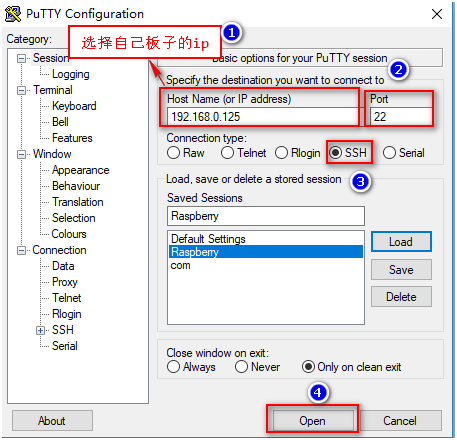 PuTTY Configuration
Category:
选择自己板子的ip
1
Session
Logging
Terminal
Keyboard
Bell
Features
Window
Appearance
Behaviour
Translation
Selection
Colours
Connection
Data
Proxy
Telnet
Rlogin
SSH
Serial
Basic options for your PuTTY session
2
Specify the destination you want to connect to
Host Name (or IP address) Port
192.168.0.125 22
Connection type:
Raw Telnet Rlogin SSH Serial
3
Load, save or delete a stored session
Saved Sessions
Raspberry
Default Settings
Raspberry
com
Load
Save
Delete
Close window on exit:
Always Never Only on clean exit
4
About Open Cancel